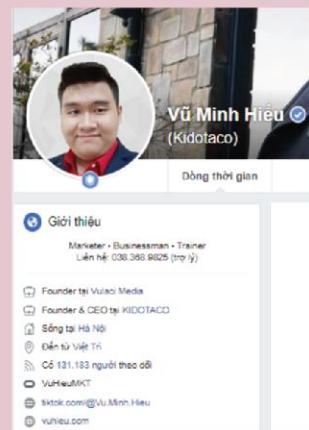 Vũ Minh Hiếu
(Kidotaco)
Dòng thời gian
Giới thiệu
Marketer - Businessman - Trainer
Liên hệ: 038.368.9825 (trợ lý)
Founder tại Vulaci Media
Founder & CEO tại KIDOTACO
Sống tại Hà Nội
Đến từ Việt Trì
Có 131.183 người theo dõi
VuHieuMKT
tiktok.com/@Vu.Minh.Hieu
vuhieu.com